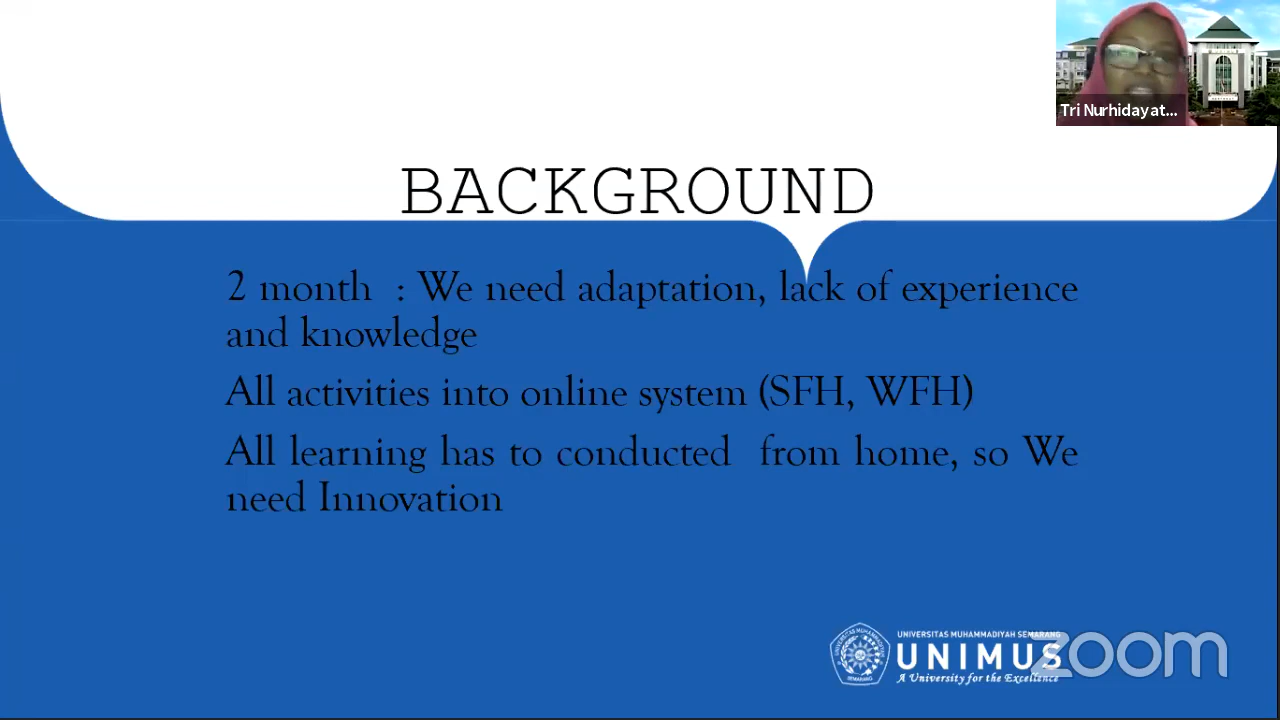 Tri Nurhidayat...
BACKGROUND
2 month : We need adaptation, lack of experience
and knowledge
All activities into online system (SFH, WFH)
All learning has to conducted from home, so We
need Innovation
UNIVERSITAS MUHAMMADIYAH SEMARANG
UNIMUS
A University for the Excellence
zoom